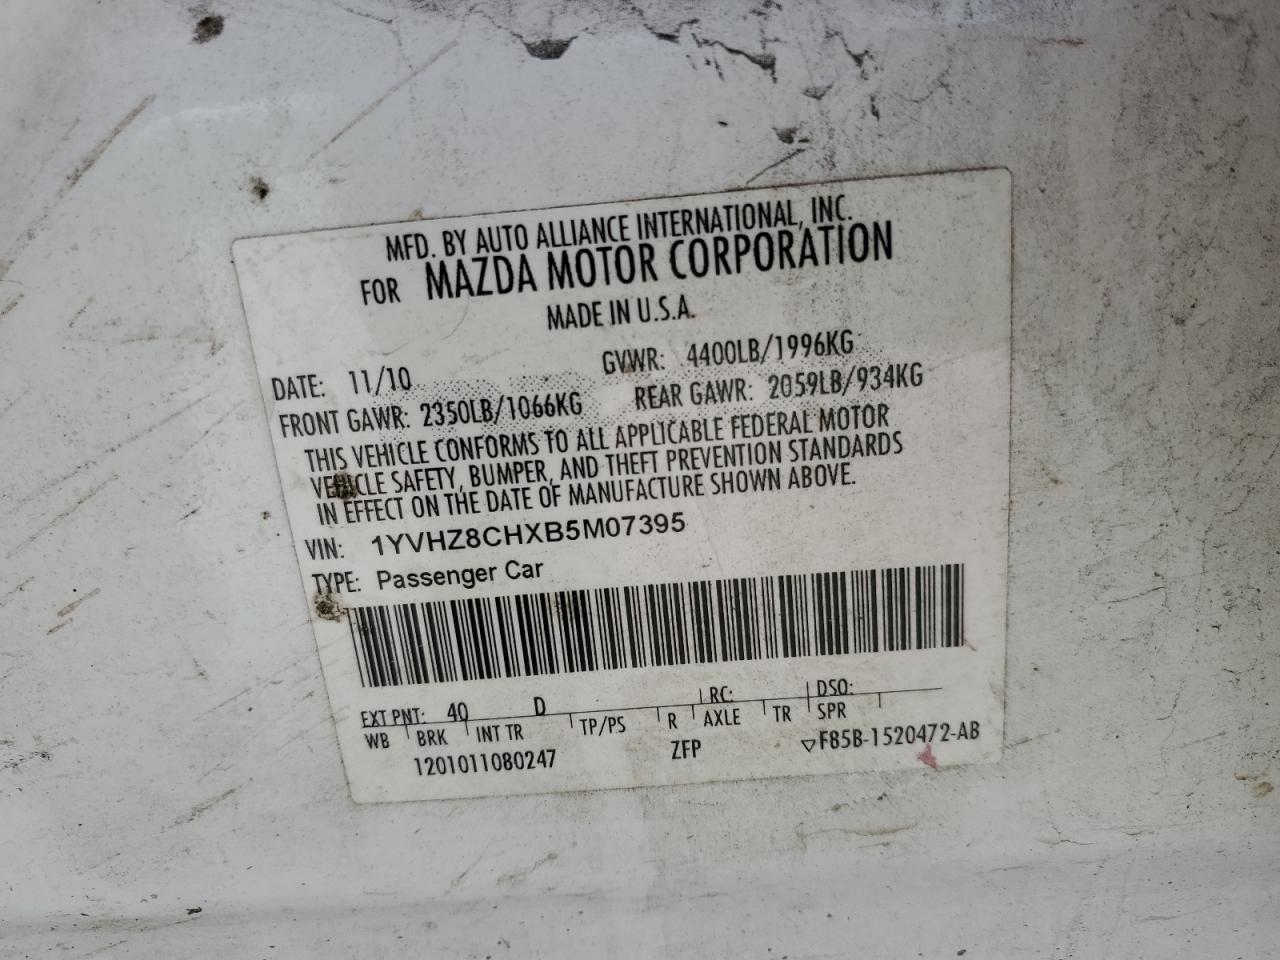 MFD. BY AUTO ALLIANCE INTERNATIONAL, INC.
FOR MAZDA MOTOR CORPORATION
MADE IN U.S.A.
DATE: 11/10 GVWR: 4400LB/1996KG
FRONT GAWR: 2350LB/1066KG REAR GAWR: 2059LB/934KG
THIS VEHICLE CONFORMS TO ALL APPLICABLE FEDERAL MOTOR
VEHICLE SAFETY, BUMPER, AND THEFT PREVENTION STANDARDS
IN EFFECT ON THE DATE OF MANUFACTURE SHOWN ABOVE.
VIN: 1YVHZ8CHXB5M07395
TYPE: Passenger Car
EXT PNT: 40 D RC: DSO:
WB BRK INT TR TP/PS R AXLE TR SPR
1201011080247 ZFP ▽F85B-1520472-AB